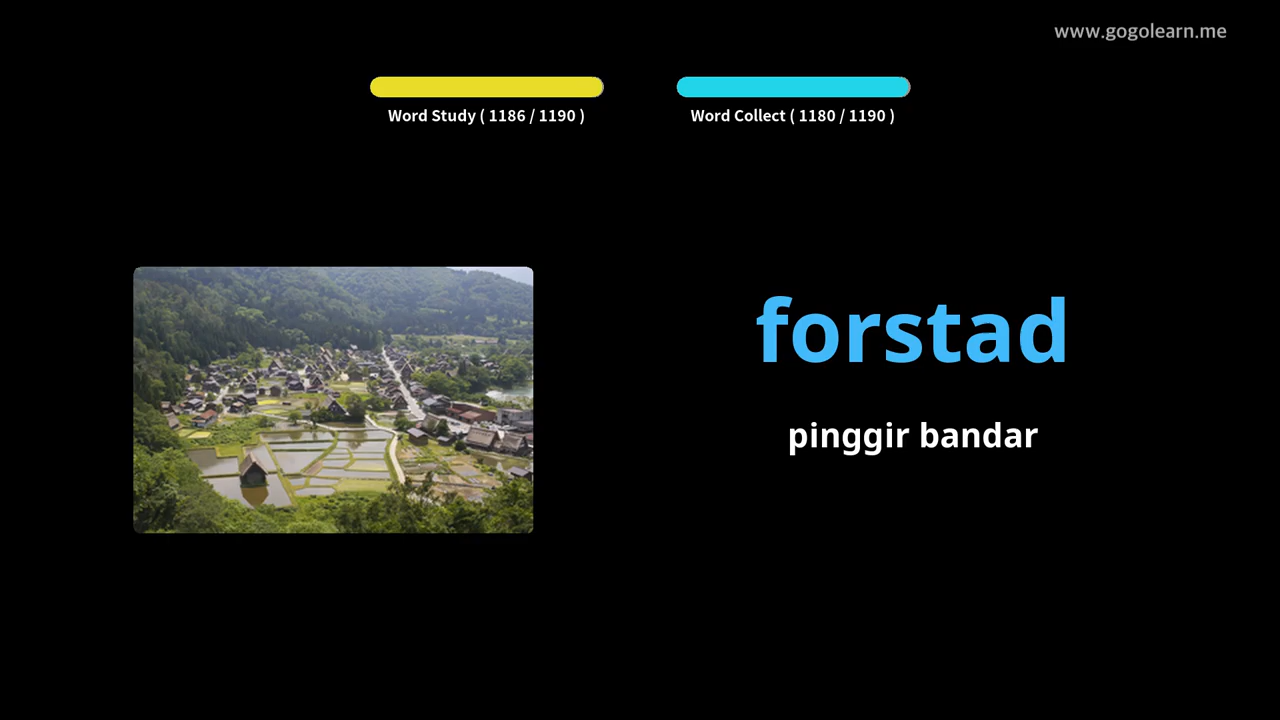 www.gogolearn.me
Word Study ( 1186 / 1190 )
Word Collect ( 1180 / 1190 )
forstad
pinggir bandar